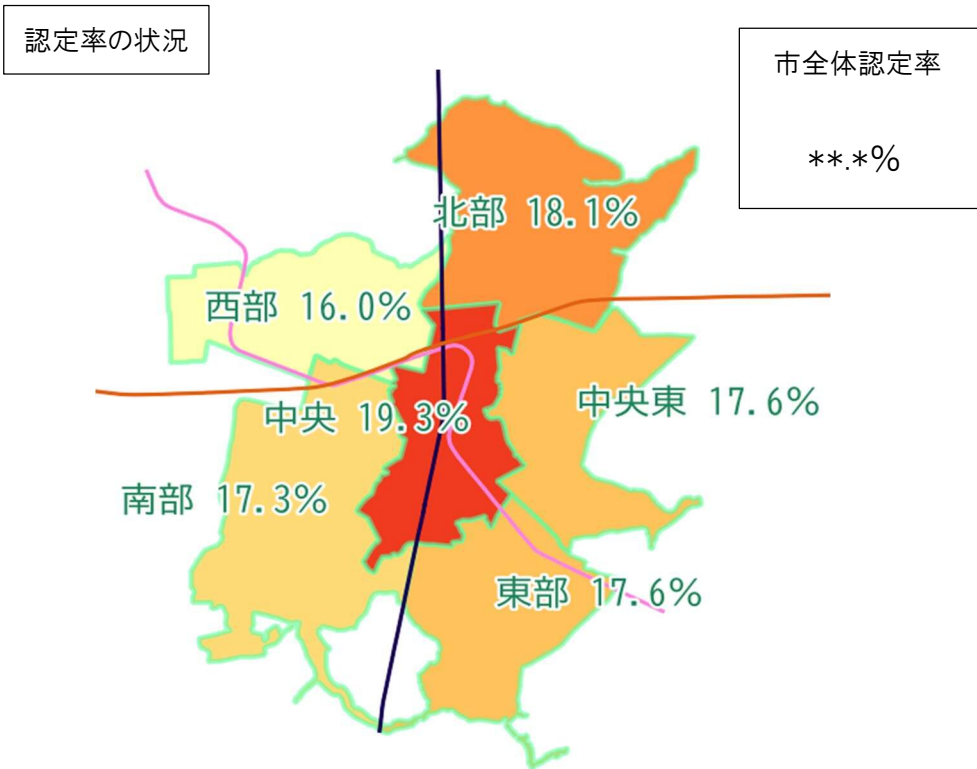 認定率の状況
市全体認定率
**.*%
北部 18.1%
西部 16.0%
中央東 17.6%
中央 19.3%
南部 17.3%
東部 17.6%